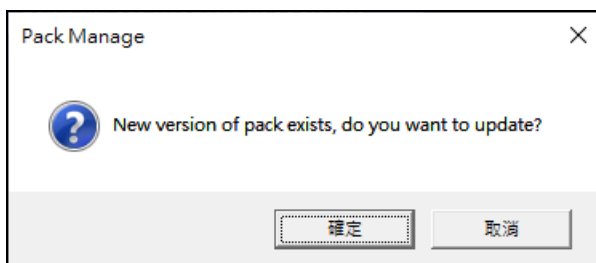 Pack Manage
New version of pack exists, do you want to update?
確定 取消